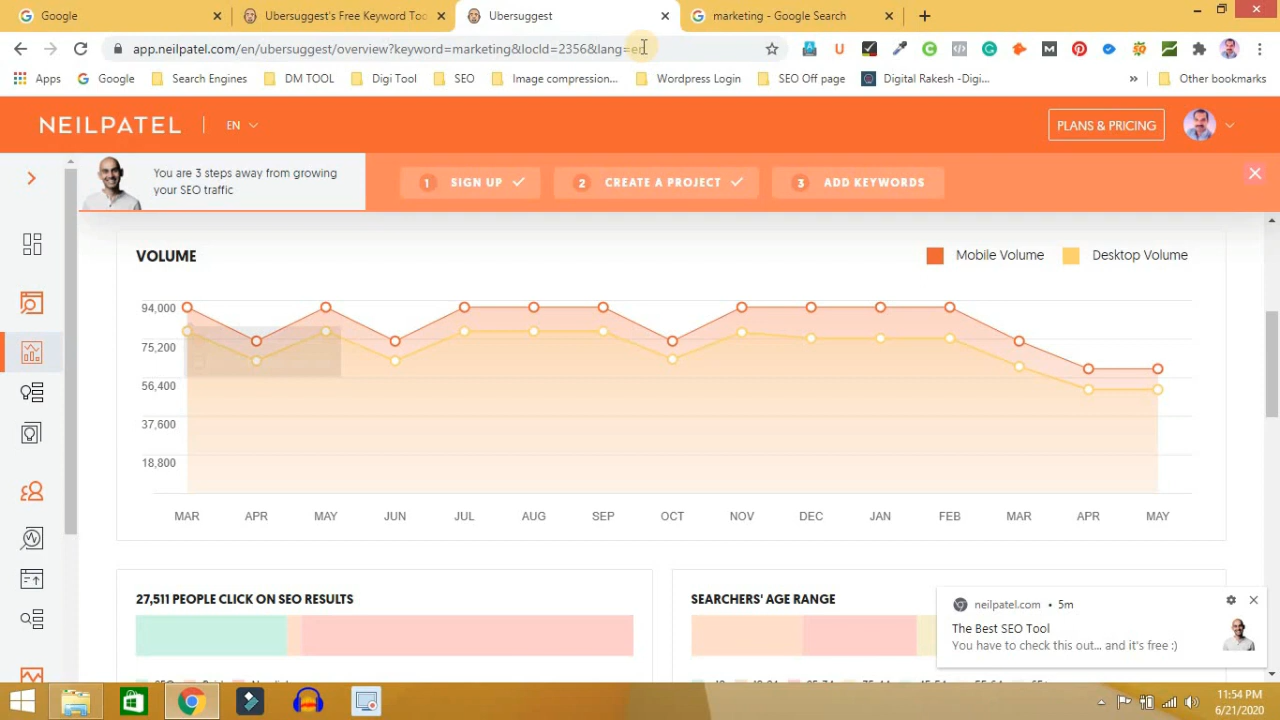 Google
Ubersuggest's Free Keyword Too
Ubersuggest
marketing - Google Search
app.neilpatel.com/en/ubersuggest/overview?keyword=marketing&locId=2356&lang=en
Apps
Google
Search Engines
DM TOOL
Digi Tool
SEO
Image compression...
Wordpress Login
SEO Off page
Digital Rakesh -Digi...
»
Other bookmarks
NEILPATEL
EN
PLANS & PRICING
You are 3 steps away from growing
your SEO traffic
1 SIGN UP
2 CREATE A PROJECT
3 ADD KEYWORDS
VOLUME
Mobile Volume
Desktop Volume
94,000
75,200
56,400
37,600
18,800
MAR APR MAY JUN JUL AUG SEP OCT NOV DEC JAN FEB MAR APR MAY
27,511 PEOPLE CLICK ON SEO RESULTS
SEARCHERS' AGE RANGE
neilpatel.com • 5m
The Best SEO Tool
You have to check this out... and it's free :)
11:54 PM
6/21/2020